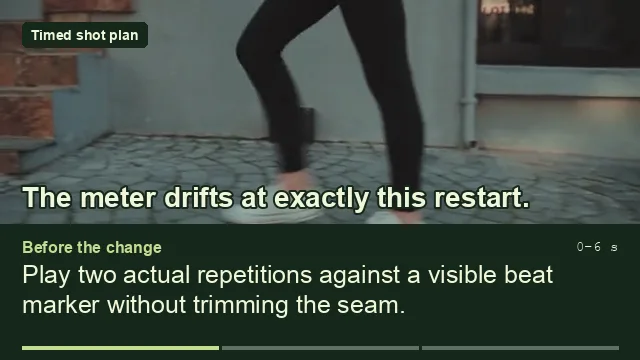 Timed shot plan
The meter drifts at exactly this restart.
Before the change
0–6 s
Play two actual repetitions against a visible beat
marker without trimming the seam.